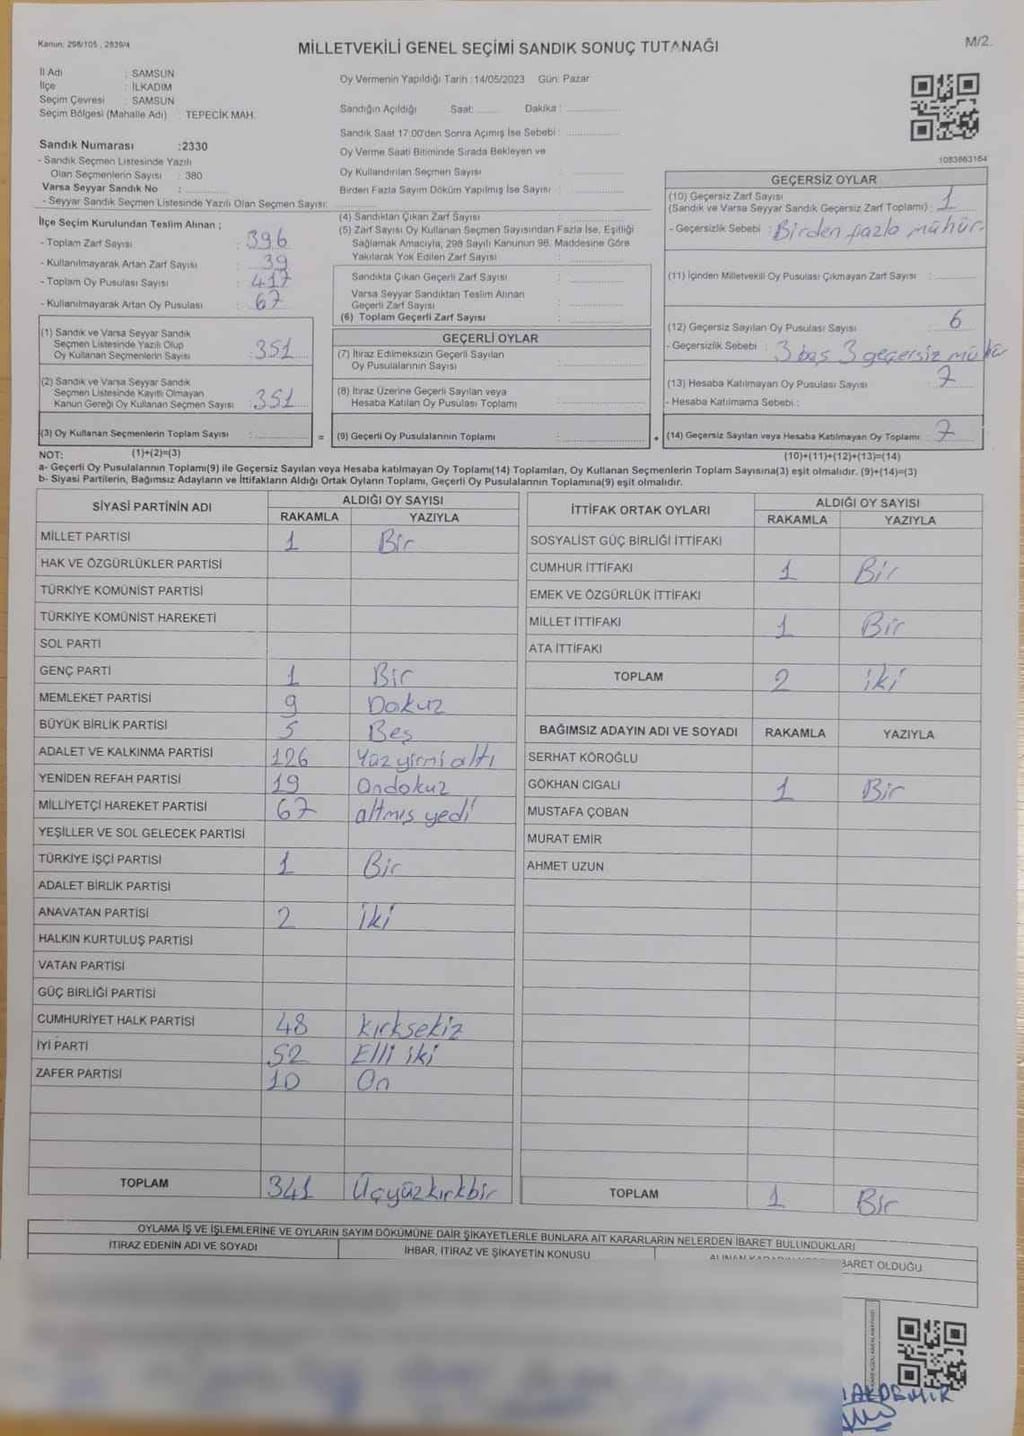 Kanun: 298/105 , 2839/4
MİLLETVEKİLİ GENEL SEÇİMİ SANDIK SONUÇ TUTANAĞI
M/2.
İl Adı : SAMSUN
İlçe : İLKADIM
Seçim Çevresi : SAMSUN
Seçim Bölgesi (Mahalle Adı) : TEPECİK MAH.
Oy Vermenin Yapıldığı Tarih :14/05/2023 Gün: Pazar
Sandığın Açıldığı Saat: Dakika :
Sandık Saat 17:00'den Sonra Açımış İse Sebebi :
Oy Verme Saati Bitiminde Sırada Bekleyen ve
Oy Kullandırılan Seçmen Sayısı :
Birden Fazla Sayım Döküm Yapılmış İse Sayısı :
Sandık Numarası :2330
- Sandık Seçmen Listesinde Yazılı
Olan Seçmenlerin Sayısı : 380
Varsa Seyyar Sandık No :
- Seyyar Sandık Seçmen Listesinde Yazılı Olan Seçmen Sayısı:
1083863164
İlçe Seçim Kurulundan Teslim Alınan ;
- Toplam Zarf Sayısı : 396
- Kullanılmayarak Artan Zarf Sayısı : 39
- Toplam Oy Pusulası Sayısı : 417
- Kullanılmayarak Artan Oy Pusulası : 67
(1) Sandık ve Varsa Seyyar Sandık
Seçmen Listesinde Yazılı Olup
Oy Kullanan Seçmenlerin Sayısı : 351
(2) Sandık ve Varsa Seyyar Sandık
Seçmen Listesinde Kayıtlı Olmayan
Kanun Gereği Oy Kullanan Seçmen Sayısı : 351
(3) Oy Kullanan Seçmenlerin Toplam Sayısı :
(4) Sandıktan Çıkan Zarf Sayısı :
(5) Zarf Sayısı Oy Kullanan Seçmen Sayısından Fazla İse, Eşitliği
Sağlamak Amacıyla, 298 Sayılı Kanunun 98. Maddesine Göre
Yakılarak Yok Edilen Zarf Sayısı :
Sandıkta Çıkan Geçerli Zarf Sayısı :
Varsa Seyyar Sandıktan Teslim Alınan
Geçerli Zarf Sayısı :
(6) Toplam Geçerli Zarf Sayısı :
GEÇERLİ OYLAR
(7) İtiraz Edilmeksizin Geçerli Sayılan
Oy Pusulalarının Sayısı :
(8) İtiraz Üzerine Geçerli Sayılan veya
Hesaba Katılan Oy Pusulası Toplamı :
= (9) Geçerli Oy Pusulalarının Toplamı :
GEÇERSİZ OYLAR
(10) Geçersiz Zarf Sayısı
(Sandık ve Varsa Seyyar Sandık Geçersiz Zarf Toplamı) : 1
- Geçersizlik Sebebi : Birden fazla mühür.
(11) İçinden Milletvekili Oy Pusulası Çıkmayan Zarf Sayısı :
(12) Geçersiz Sayılan Oy Pusulası Sayısı : 6
- Geçersizlik Sebebi : 3 boş 3 geçersiz mühür
(13) Hesaba Katılmayan Oy Pusulası Sayısı : 7
- Hesaba Katılmama Sebebi :
+ (14) Geçersiz Sayılan veya Hesaba Katılmayan Oy Toplamı : 7
NOT: (1)+(2)=(3)
(10)+(11)+(12)+(13)=(14)
a- Geçerli Oy Pusulalarının Toplamı(9) ile Geçersiz Sayılan veya Hesaba katılmayan Oy Toplamı(14) Toplamları, Oy Kullanan Seçmenlerin Toplam Sayısına(3) eşit olmalıdır. (9)+(14)=(3)
b- Siyasi Partilerin, Bağımsız Adayların ve İttifakların Aldığı Ortak Oyların Toplamı, Geçerli Oy Pusulalarının Toplamına(9) eşit olmalıdır.
SİYASİ PARTİNİN ADI
ALDIĞI OY SAYISI
RAKAMLA YAZIYLA
MİLLET PARTİSİ 1 Bir
HAK VE ÖZGÜRLÜKLER PARTİSİ
TÜRKİYE KOMÜNİST PARTİSİ
TÜRKİYE KOMÜNİST HAREKETİ
SOL PARTİ
GENÇ PARTİ 1 Bir
MEMLEKET PARTİSİ 9 Dokuz
BÜYÜK BİRLİK PARTİSİ 5 Beş
ADALET VE KALKINMA PARTİSİ 126 Yüz yirmi altı
YENİDEN REFAH PARTİSİ 19 Ondokuz
MİLLİYETÇİ HAREKET PARTİSİ 67 altmış yedi
YEŞİLLER VE SOL GELECEK PARTİSİ
TÜRKİYE İŞÇİ PARTİSİ 1 Bir
ADALET BİRLİK PARTİSİ
ANAVATAN PARTİSİ 2 iki
HALKIN KURTULUŞ PARTİSİ
VATAN PARTİSİ
GÜÇ BİRLİĞİ PARTİSİ
CUMHURİYET HALK PARTİSİ 48 kırksekiz
İYİ PARTİ 52 Elli iki
ZAFER PARTİSİ 10 On
TOPLAM 341 Üçyüzkırkbir
İTTİFAK ORTAK OYLARI
ALDIĞI OY SAYISI
RAKAMLA YAZIYLA
SOSYALİST GÜÇ BİRLİĞİ İTTİFAKI
CUMHUR İTTİFAKI 1 Bir
EMEK VE ÖZGÜRLÜK İTTİFAKI
MİLLET İTTİFAKI 1 Bir
ATA İTTİFAKI
TOPLAM 2 iki
BAĞIMSIZ ADAYIN ADI VE SOYADI RAKAMLA YAZIYLA
SERHAT KÖROĞLU
GÖKHAN CIGALI 1 Bir
MUSTAFA ÇOBAN
MURAT EMİR
AHMET UZUN
TOPLAM 1 Bir
OYLAMA İŞ VE İŞLEMLERİNE VE OYLARIN SAYIM DÖKÜMÜNE DAİR ŞİKAYETLERLE BUNLARA AİT KARARLARIN NELERDEN İBARET BULUNDUKLARI
İTİRAZ EDENİN ADI VE SOYADI
İHBAR, İTİRAZ VE ŞİKAYETİN KONUSU
BARET OLDUĞU
AKDEMİR